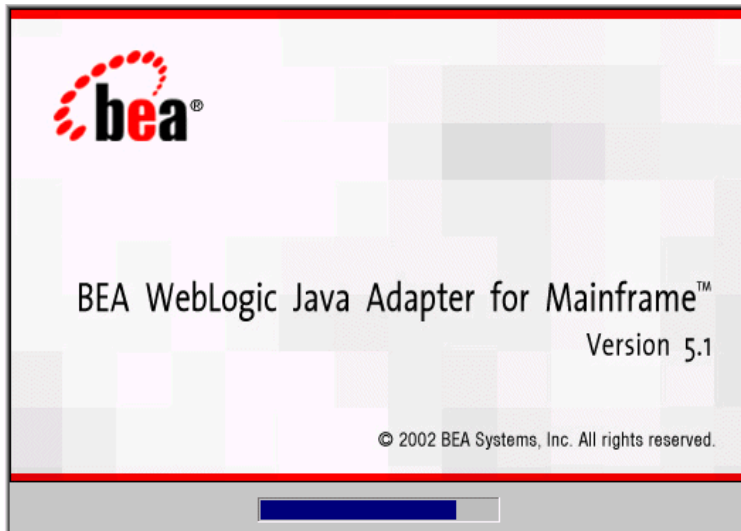 bea®
BEA WebLogic Java Adapter for Mainframe™
Version 5.1
© 2002 BEA Systems, Inc. All rights reserved.